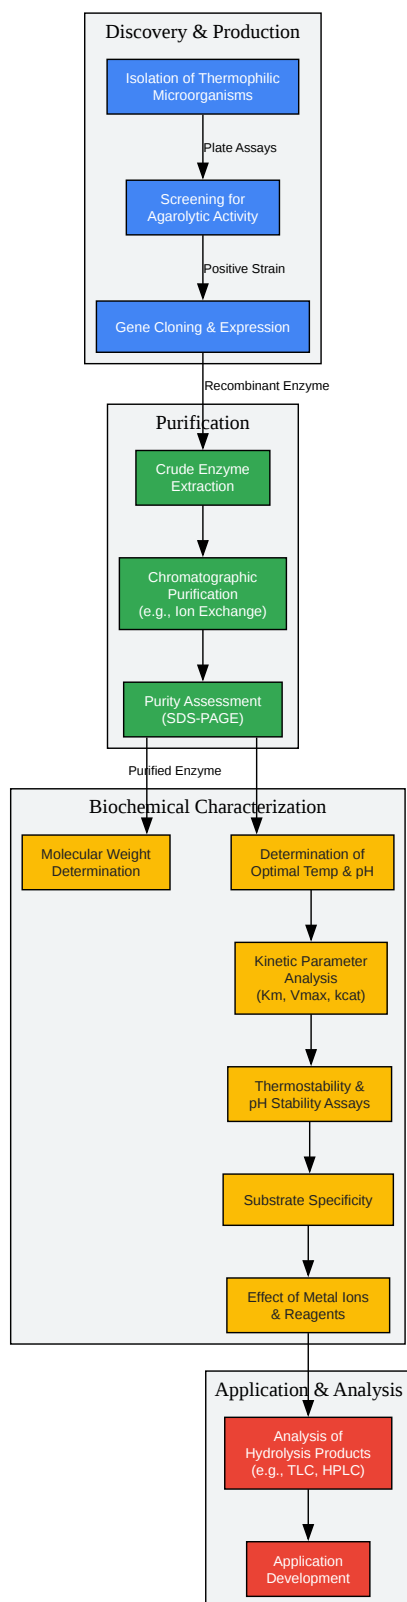 Discovery & Production
Isolation of Thermophilic
Microorganisms
Plate Assays
Screening for
Agarolytic Activity
Positive Strain
Gene Cloning & Expression
Recombinant Enzyme
Purification
Crude Enzyme
Extraction
Chromatographic
Purification
(e.g., Ion Exchange)
Purity Assessment
(SDS-PAGE)
Purified Enzyme
Biochemical Characterization
Molecular Weight
Determination
Determination of
Optimal Temp & pH
Kinetic Parameter
Analysis
(Km, Vmax, kcat)
Thermostability &
pH Stability Assays
Substrate Specificity
Effect of Metal Ions
& Reagents
Application & Analysis
Analysis of
Hydrolysis Products
(e.g., TLC, HPLC)
Application
Development